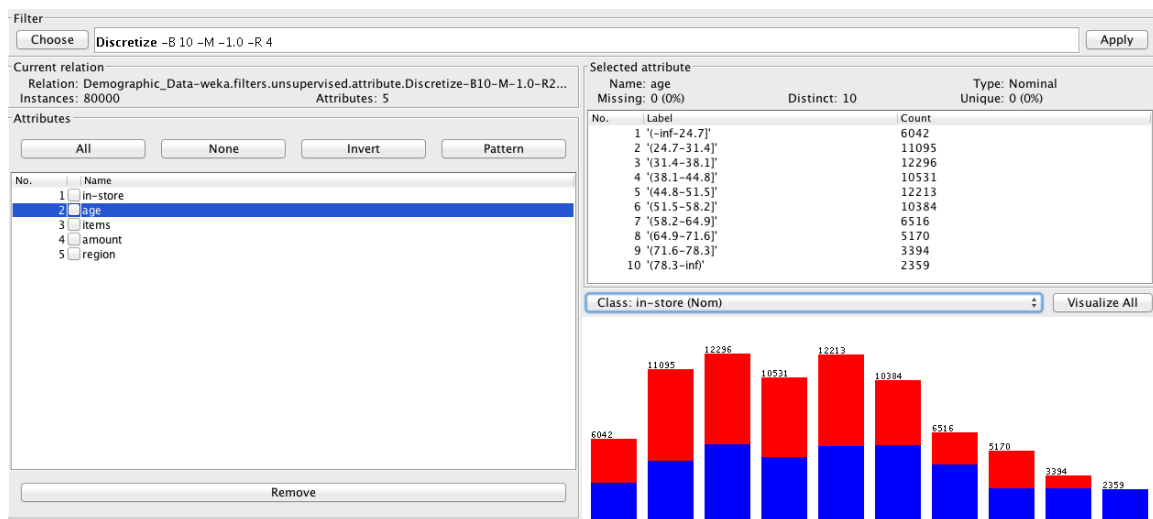 Filter
Choose Discretize -B 10 -M -1.0 -R 4 Apply
Current relation
Relation: Demographic_Data-weka.filters.unsupervised.attribute.Discretize-B10-M-1.0-R2...
Instances: 80000 Attributes: 5
Attributes
All None Invert Pattern
No. Name
1 in-store
2 age
3 items
4 amount
5 region
Remove
Selected attribute
Name: age Type: Nominal
Missing: 0 (0%) Distinct: 10 Unique: 0 (0%)
No. Label Count
1 '(-inf-24.7]' 6042
2 '(24.7-31.4]' 11095
3 '(31.4-38.1]' 12296
4 '(38.1-44.8]' 10531
5 '(44.8-51.5]' 12213
6 '(51.5-58.2]' 10384
7 '(58.2-64.9]' 6516
8 '(64.9-71.6]' 5170
9 '(71.6-78.3]' 3394
10 '(78.3-inf)' 2359
Class: in-store (Nom) Visualize All
6042 11095 12296 10531 12213 10384 6516 5170 3394 2359